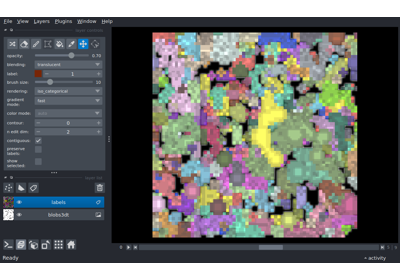 File View Layers Plugins Window Help
opacity: 0.70
blending: translucent
label: 1
brush size: 10
rendering: iso_categorical
gradient mode: fast
color mode:
contour: 0
n edit dim: 2
contiguous:
preserve labels:
show selected:
labels
blobs3dt
0
Ready
activity